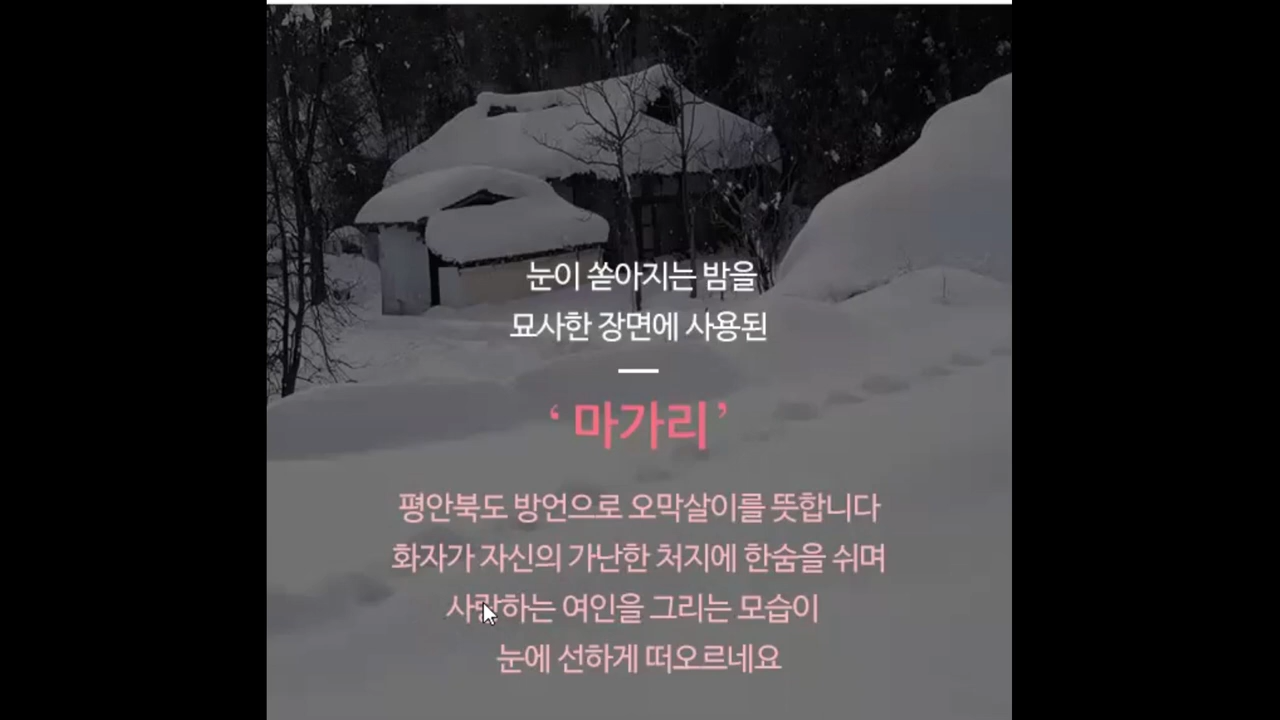 눈이 쏟아지는 밤을
묘사한 장면에 사용된
‘ 마가리 ’
평안북도 방언으로 오막살이를 뜻합니다
화자가 자신의 가난한 처지에 한숨을 쉬며
사랑하는 여인을 그리는 모습이
눈에 선하게 떠오르네요